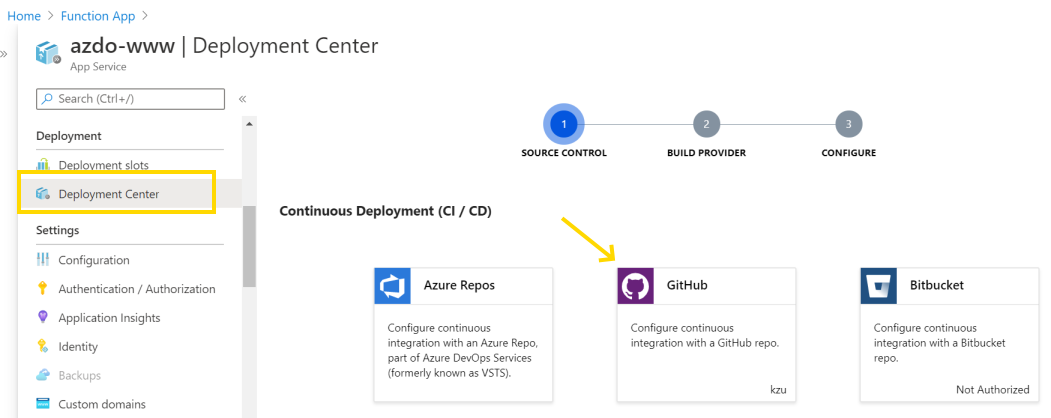 Home > Function App >
»
azdo-www | Deployment Center
App Service
Search (Ctrl+/)
«
1
2
3
SOURCE CONTROL
BUILD PROVIDER
CONFIGURE
Deployment
Deployment slots
Deployment Center
Settings
Configuration
Authentication / Authorization
Application Insights
Identity
Backups
Custom domains
Continuous Deployment (CI / CD)
Azure Repos
Configure continuous
integration with an Azure Repo,
part of Azure DevOps Services
(formerly known as VSTS).
GitHub
Configure continuous
integration with a GitHub repo.
kzu
Bitbucket
Configure continuous
integration with a Bitbucket
repo.
Not Authorized